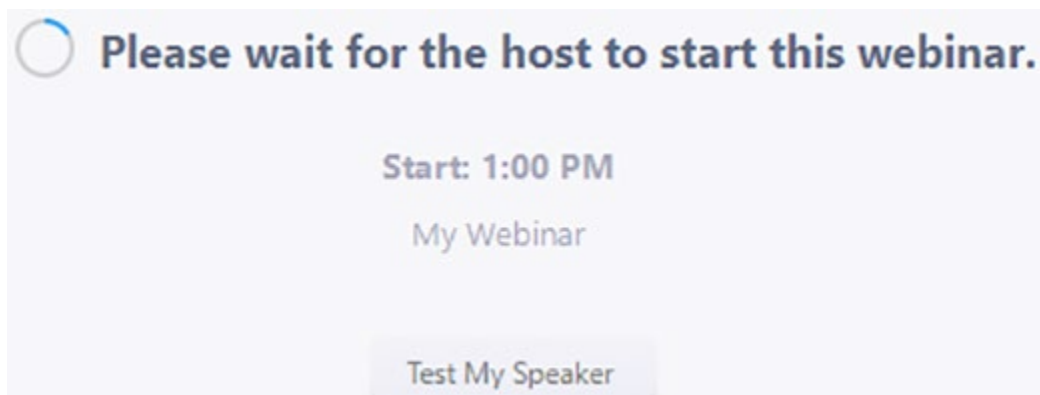 Please wait for the host to start this webinar.
Start: 1:00 PM
My Webinar
Test My Speaker